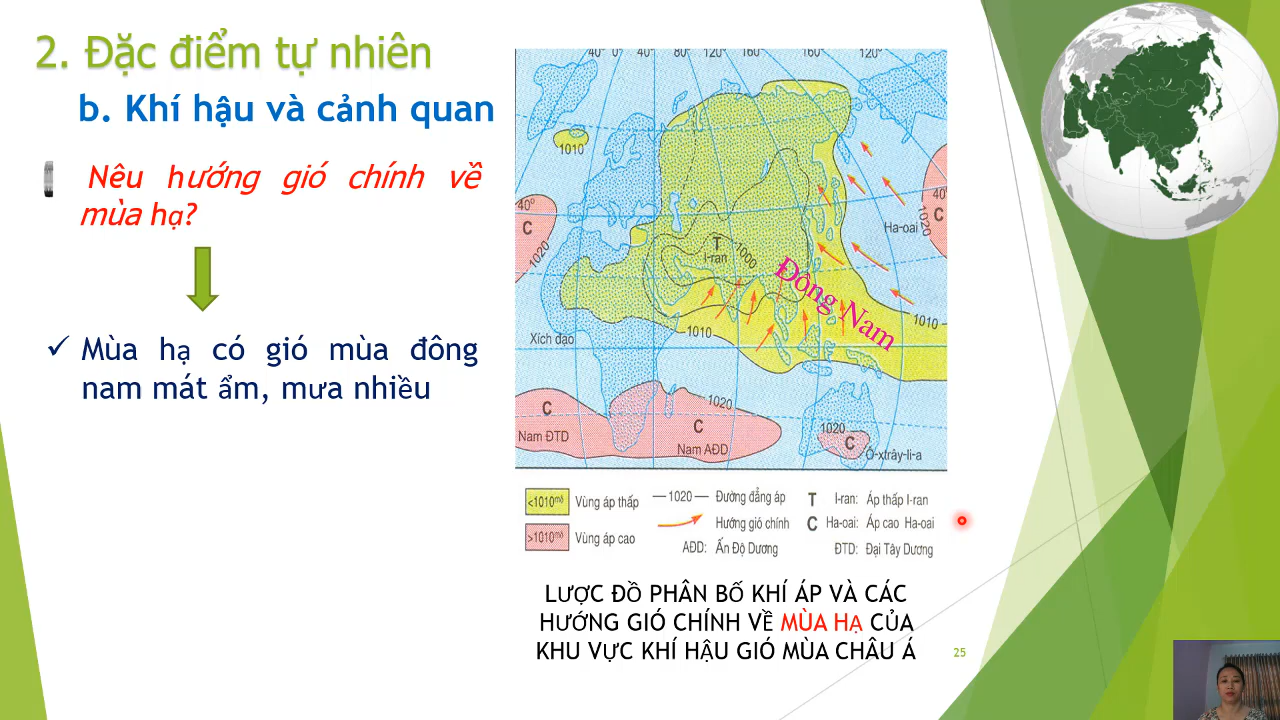 2. Đặc điểm tự nhiên
b. Khí hậu và cảnh quan
Nêu hướng gió chính về
mùa hạ?
Mùa hạ có gió mùa đông
nam mát ẩm, mưa nhiều
40° 0° 40° 80° 120° 160° 160° 120°
1010
40°
C
1020
Ha-oai
40°
C
1020
T
I-ran
1000
Đông Nam
1010
1010
Xích đạo
C
Nam ĐTD
1020
C
Nam AĐD
1020
C
Ô-xtrây-li-a
<1010mb Vùng áp thấp
>1010mb Vùng áp cao
—1020— Đường đẳng áp
Hướng gió chính
AĐD: Ấn Độ Dương
T I-ran: Áp thấp I-ran
C Ha-oai: Áp cao Ha-oai
ĐTD: Đại Tây Dương
LƯỢC ĐỒ PHÂN BỐ KHÍ ÁP VÀ CÁC
HƯỚNG GIÓ CHÍNH VỀ MÙA HẠ CỦA
KHU VỰC KHÍ HẬU GIÓ MÙA CHÂU Á
25